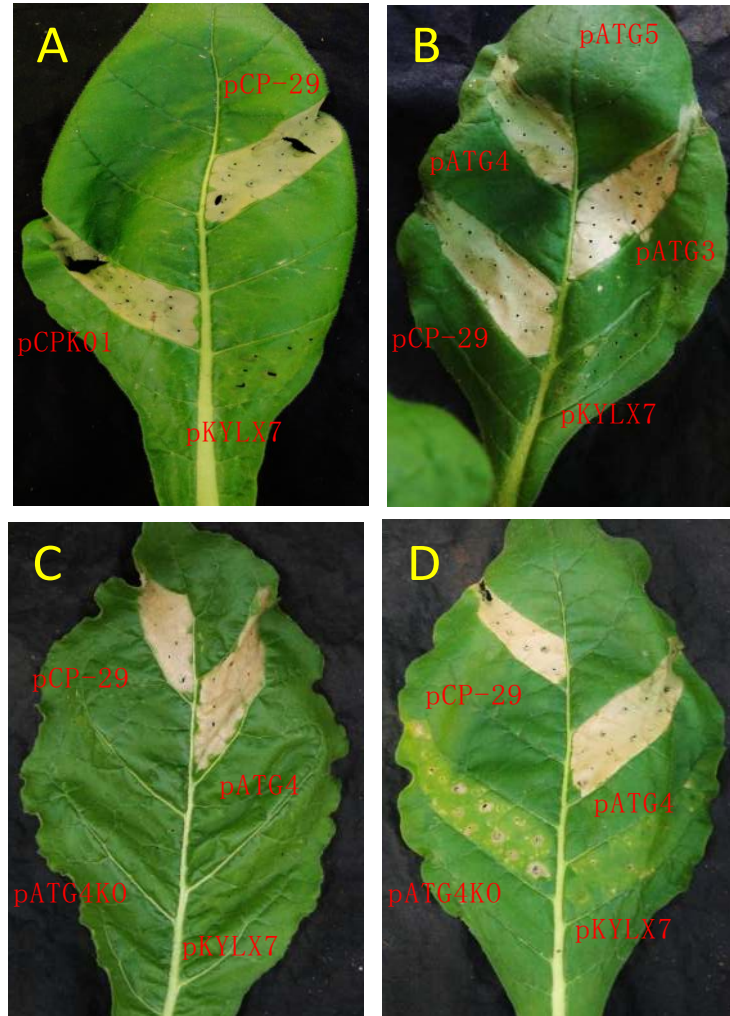 A
pCP-29
pCPKO1
pKYLX7
B
pATG5
pATG4
pATG3
pCP-29
pKYLX7
C
pCP-29
pATG4
pATG4KO
pKYLX7
D
pCP-29
pATG4
pATG4KO
pKYLX7